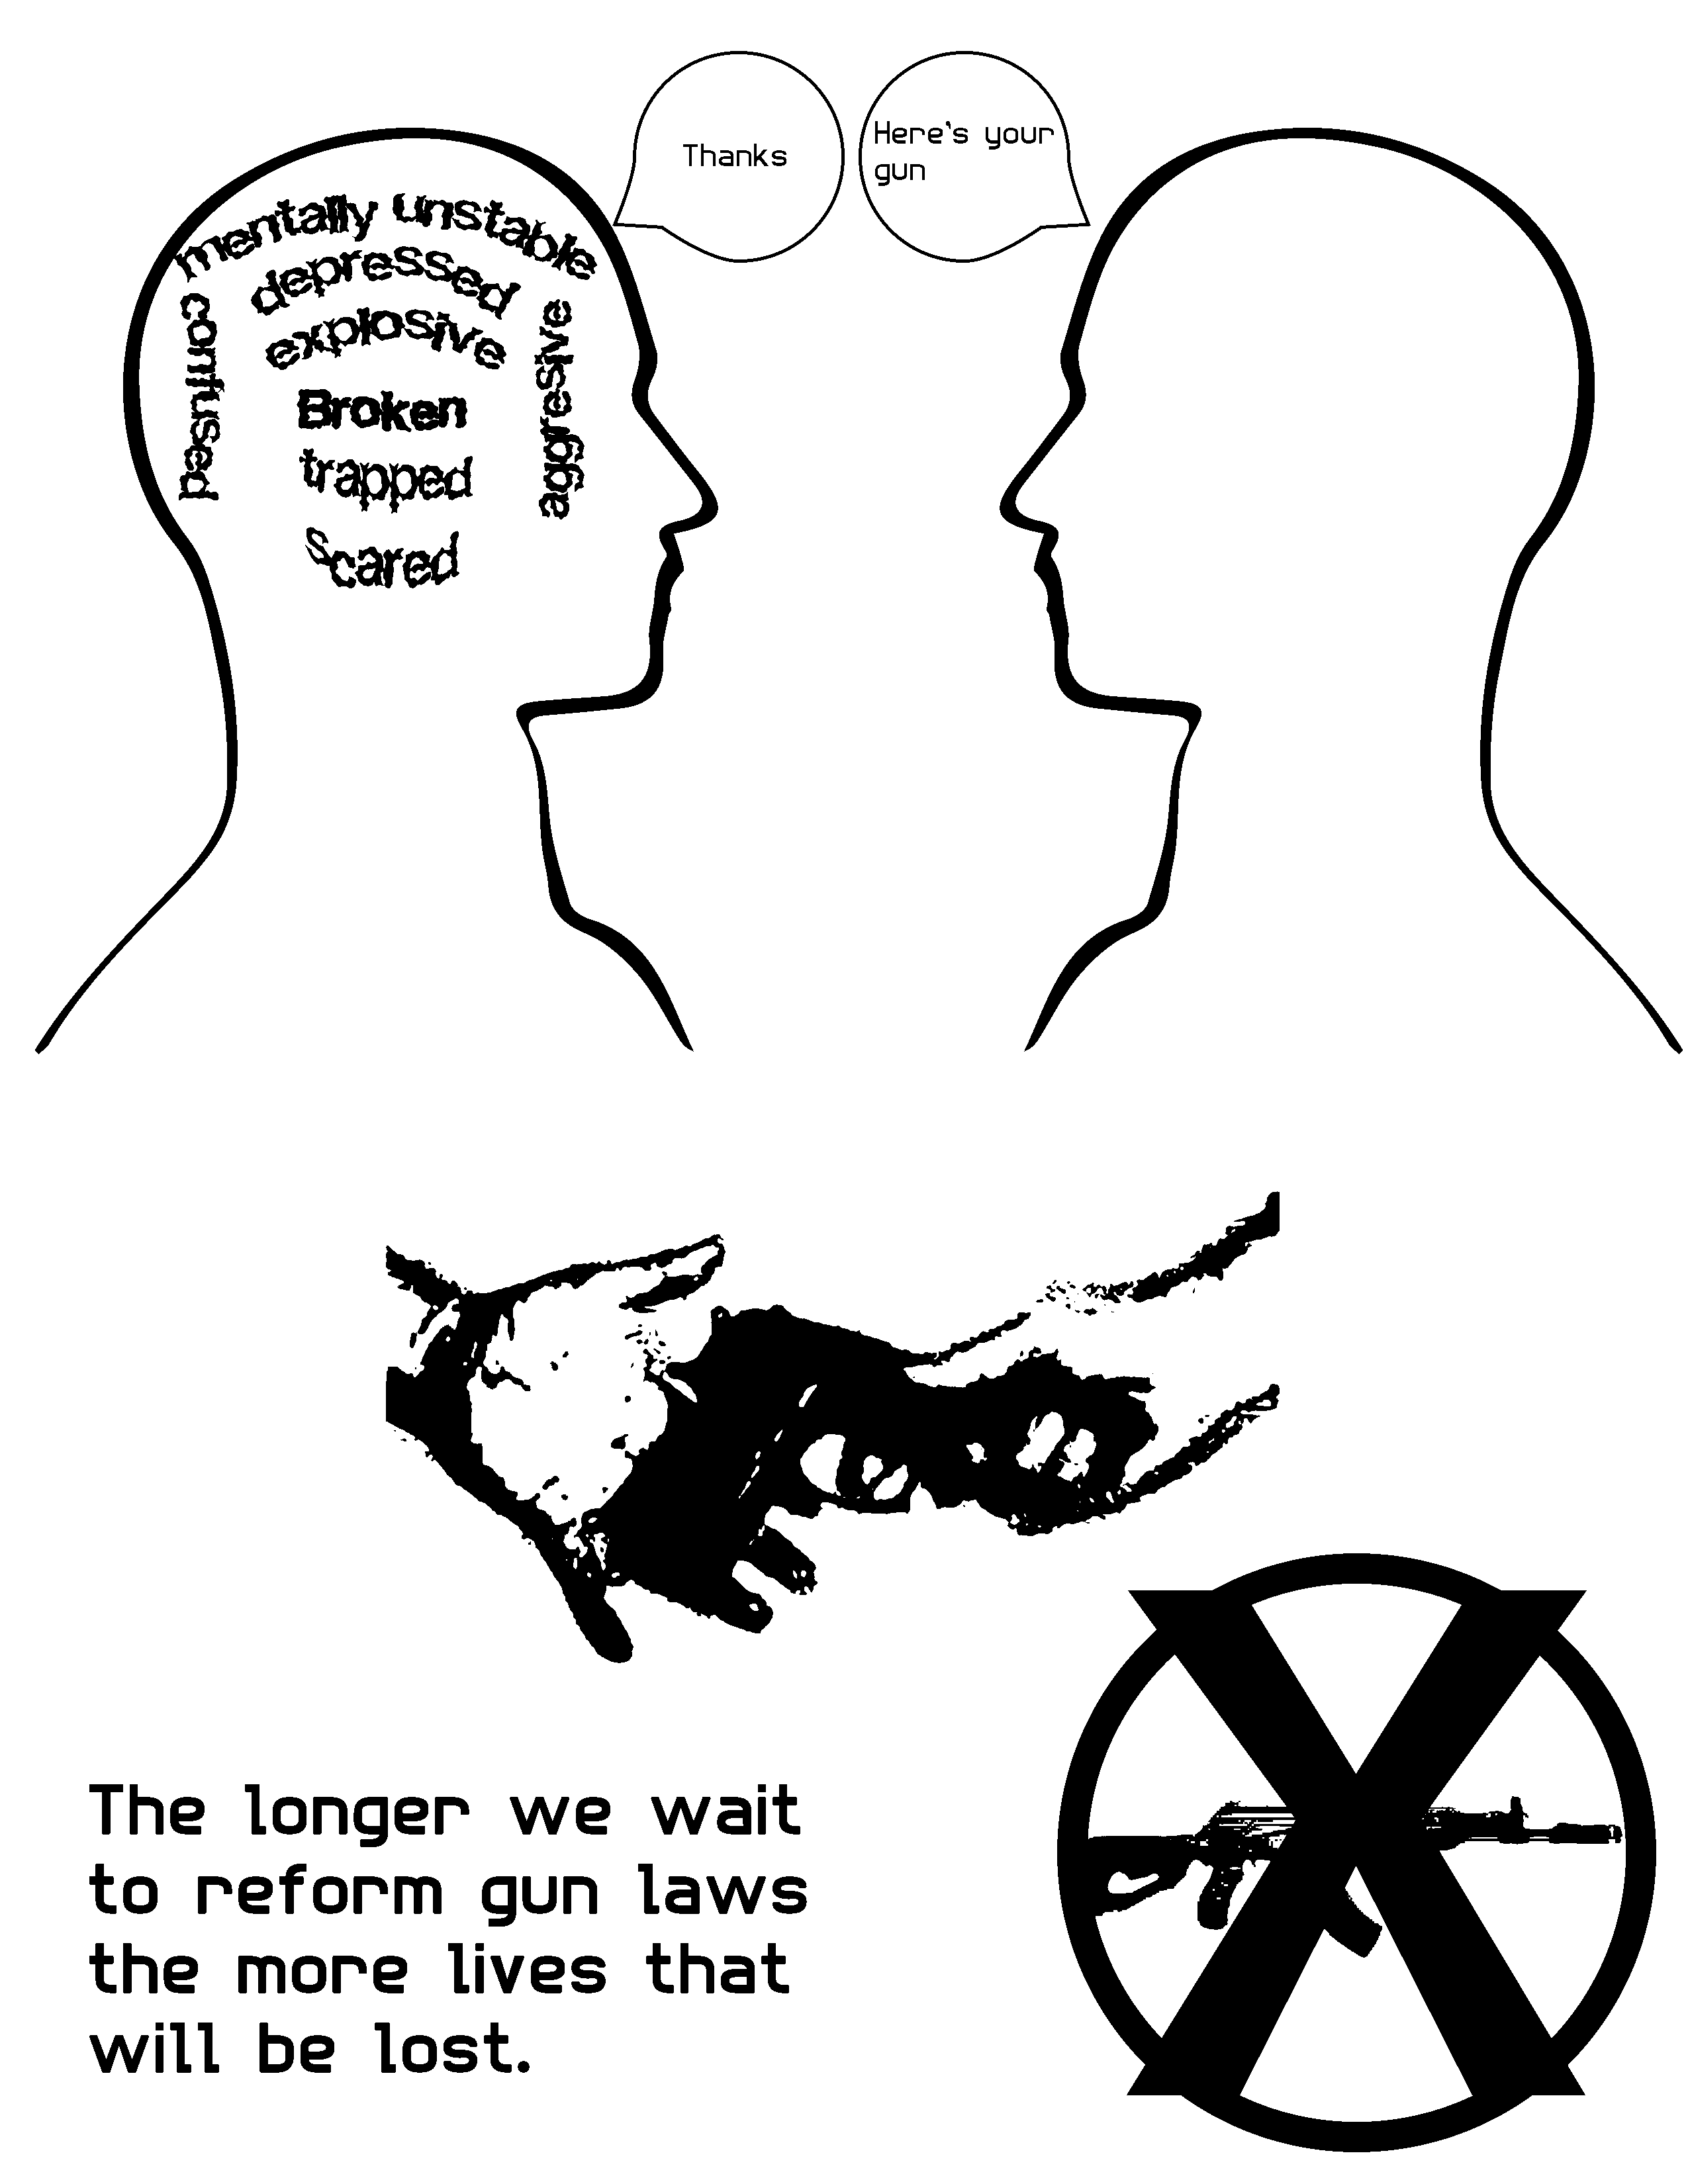 Thanks
Here's your
gun
mentally unstable
depressed
explosive
confused
aggresive
Broken
trapped
scared
The longer we wait
to reform gun laws
the more lives that
will be lost.